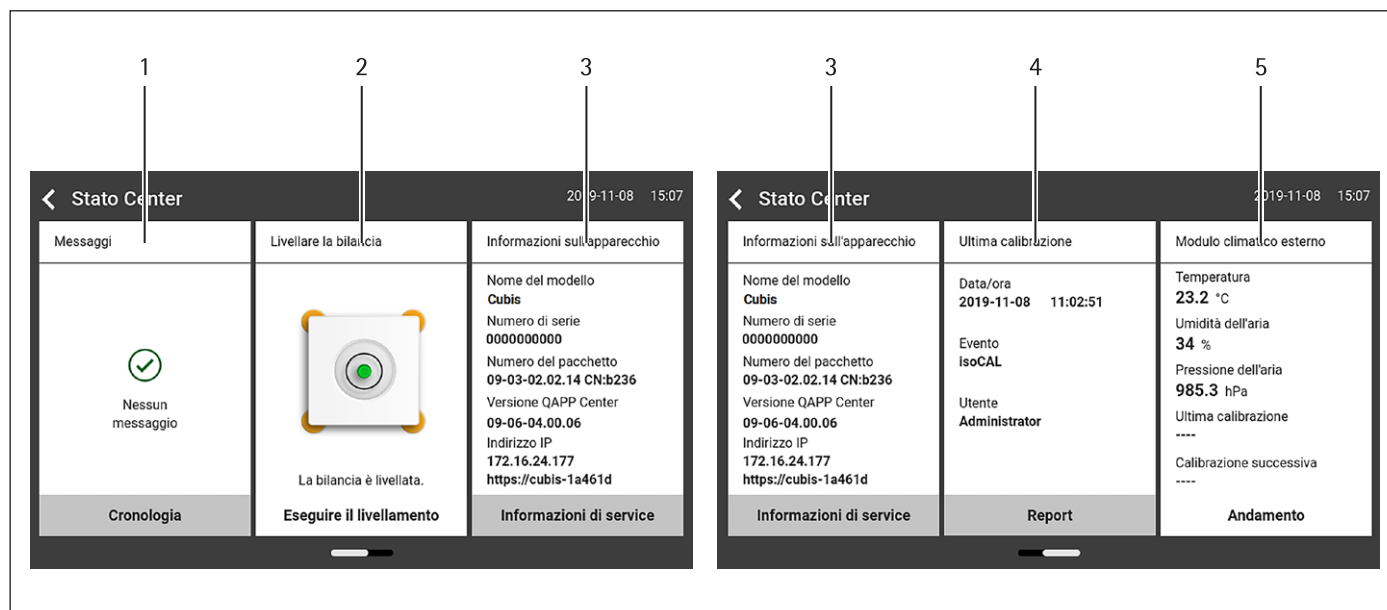 1
2
3
3
4
5
Stato Center
2019-11-08 15:07
Messaggi
Nessun
messaggio
Cronologia
Livellare la bilancia
La bilancia è livellata.
Eseguire il livellamento
Informazioni sull'apparecchio
Nome del modello
Cubis
Numero di serie
0000000000
Numero del pacchetto
09-03-02.02.14 CN:b236
Versione QAPP Center
09-06-04.00.06
Indirizzo IP
172.16.24.177
https://cubis-1a461d
Informazioni di service
Stato Center
2019-11-08 15:07
Informazioni sull'apparecchio
Nome del modello
Cubis
Numero di serie
0000000000
Numero del pacchetto
09-03-02.02.14 CN:b236
Versione QAPP Center
09-06-04.00.06
Indirizzo IP
172.16.24.177
https://cubis-1a461d
Informazioni di service
Ultima calibrazione
Data/ora
2019-11-08 11:02:51
Evento
isoCAL
Utente
Administrator
Report
Modulo climatico esterno
Temperatura
23.2 °C
Umidità dell'aria
34 %
Pressione dell'aria
985.3 hPa
Ultima calibrazione
----
Calibrazione successiva
----
Andamento